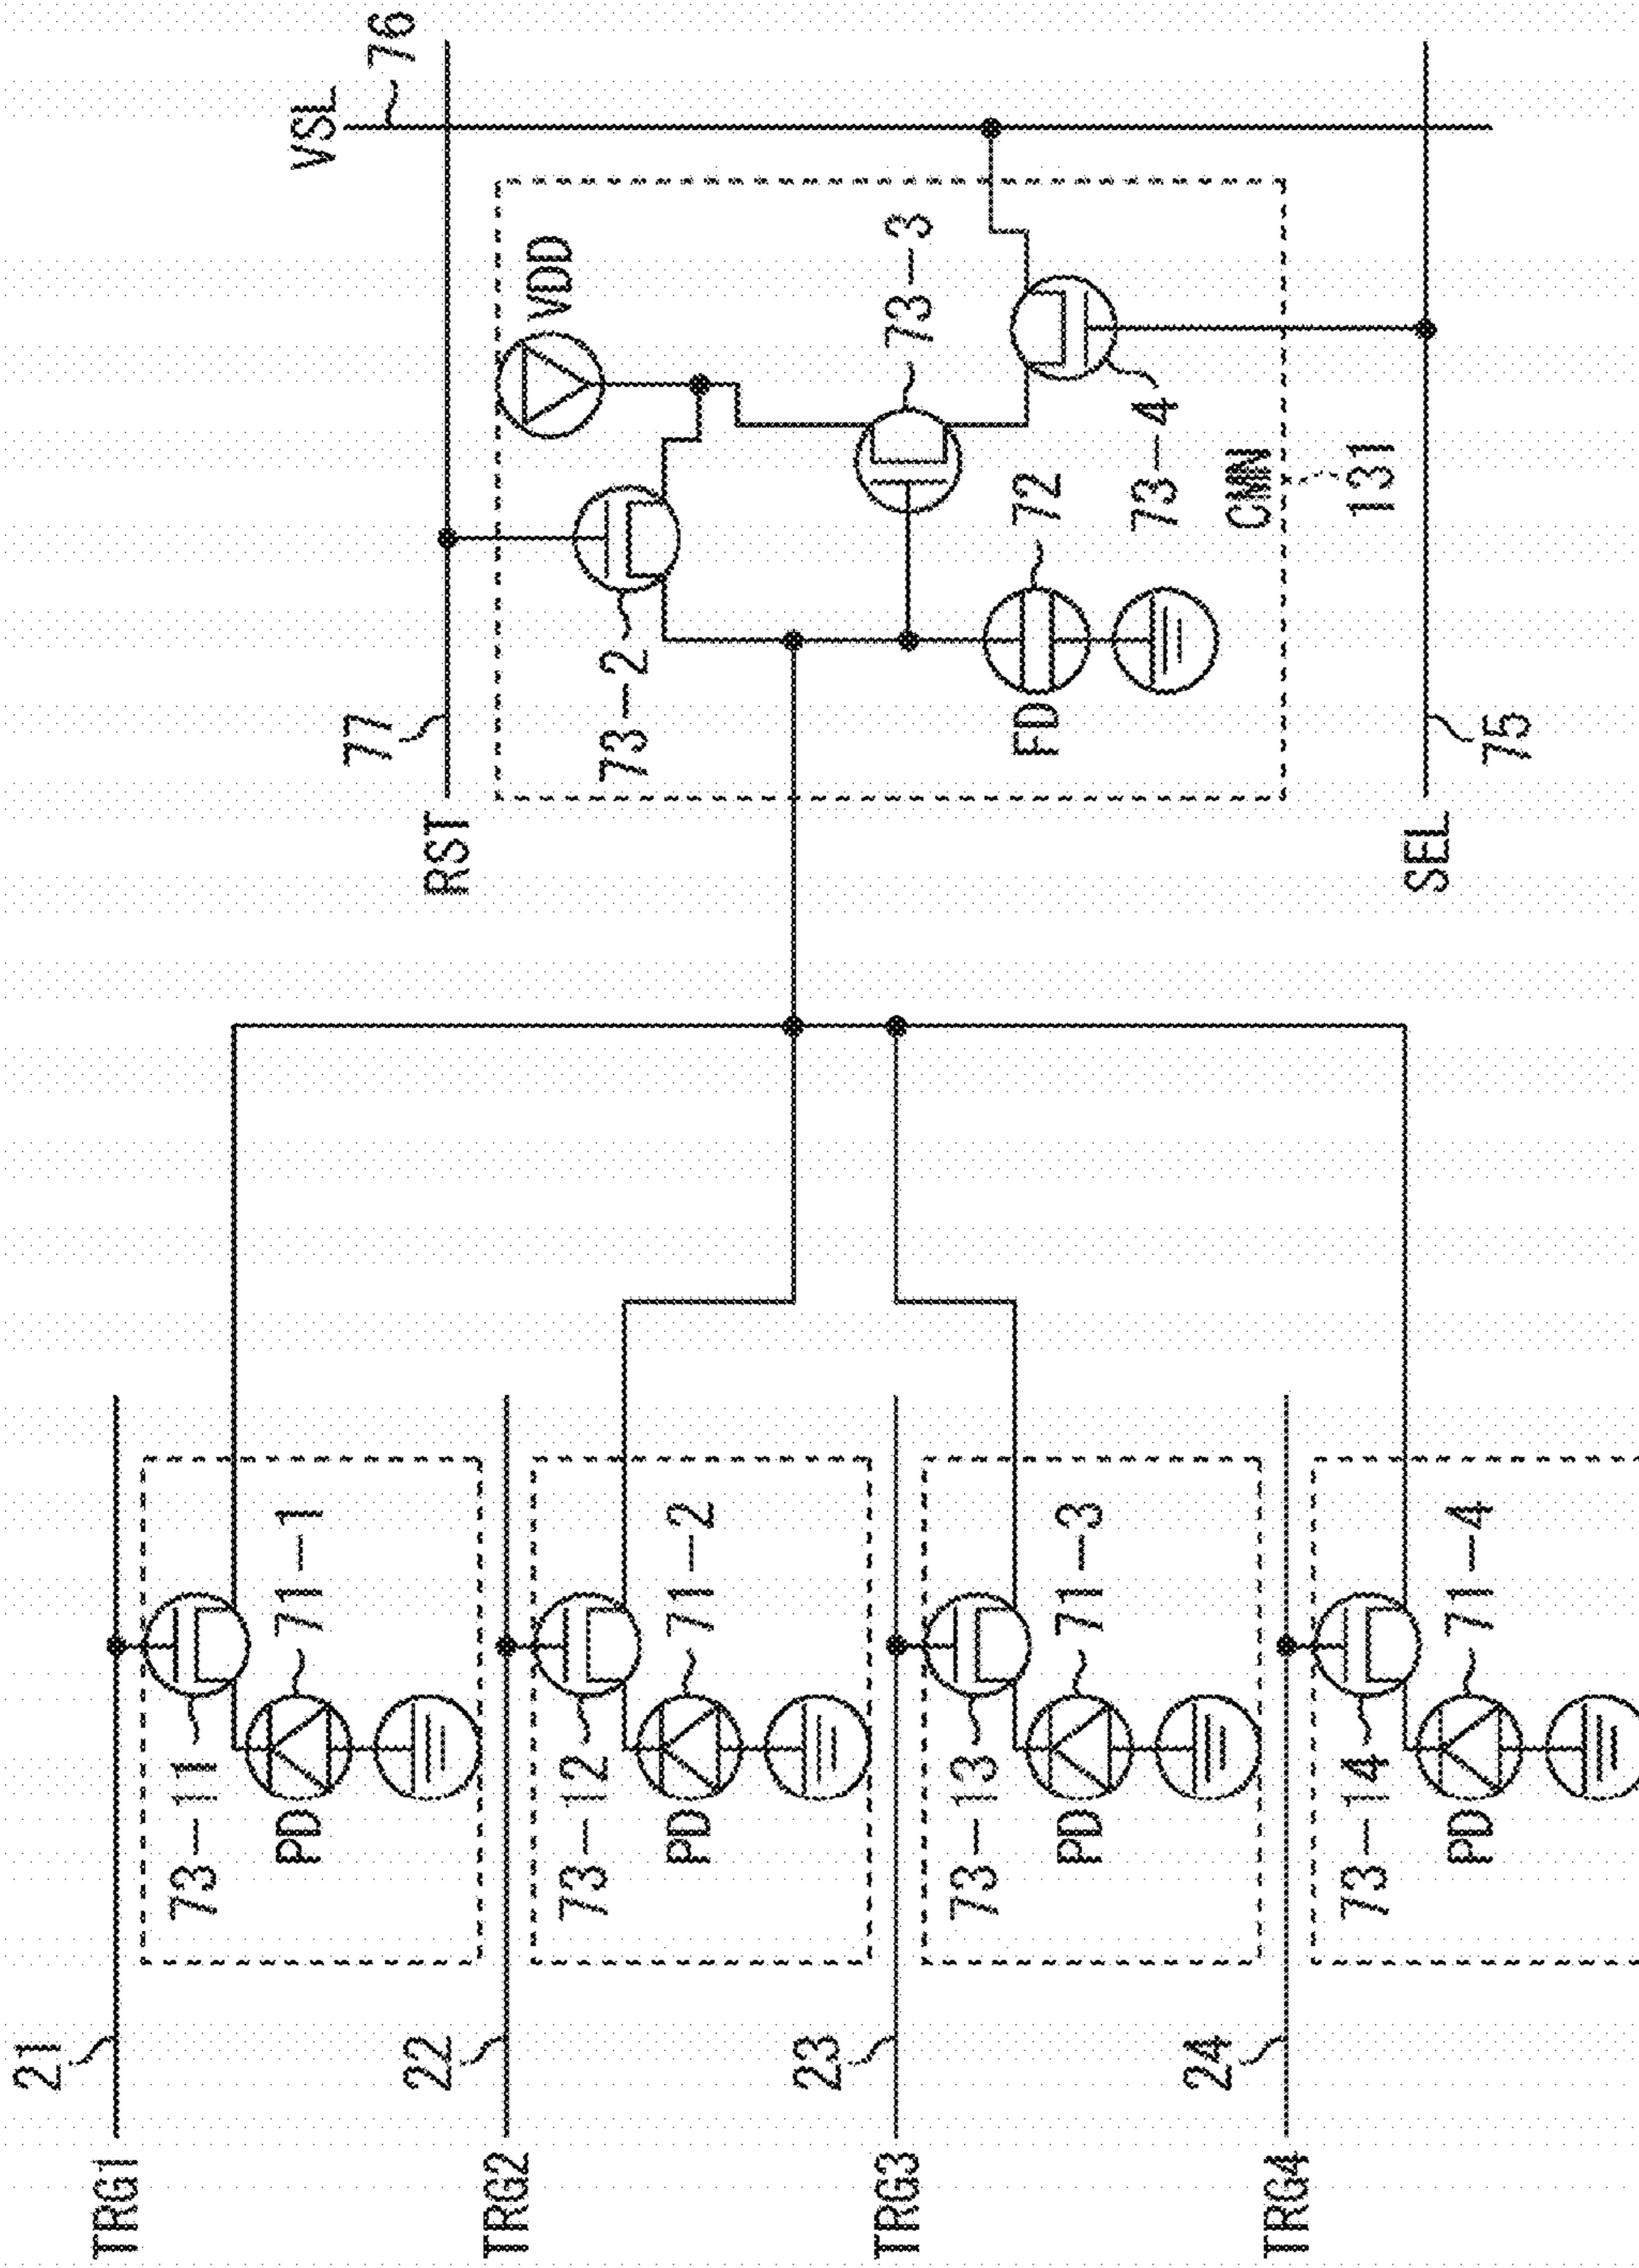 TRG1
21
73-11
PD
71-1
TRG2
22
73-12
PD
71-2
TRG3
23
73-13
PD
71-3
TRG4
24
73-14
PD
71-4
VSL
76
RST
77
VDD
73-2
73-3
FD
72
73-4
CMN
131
SEL
75